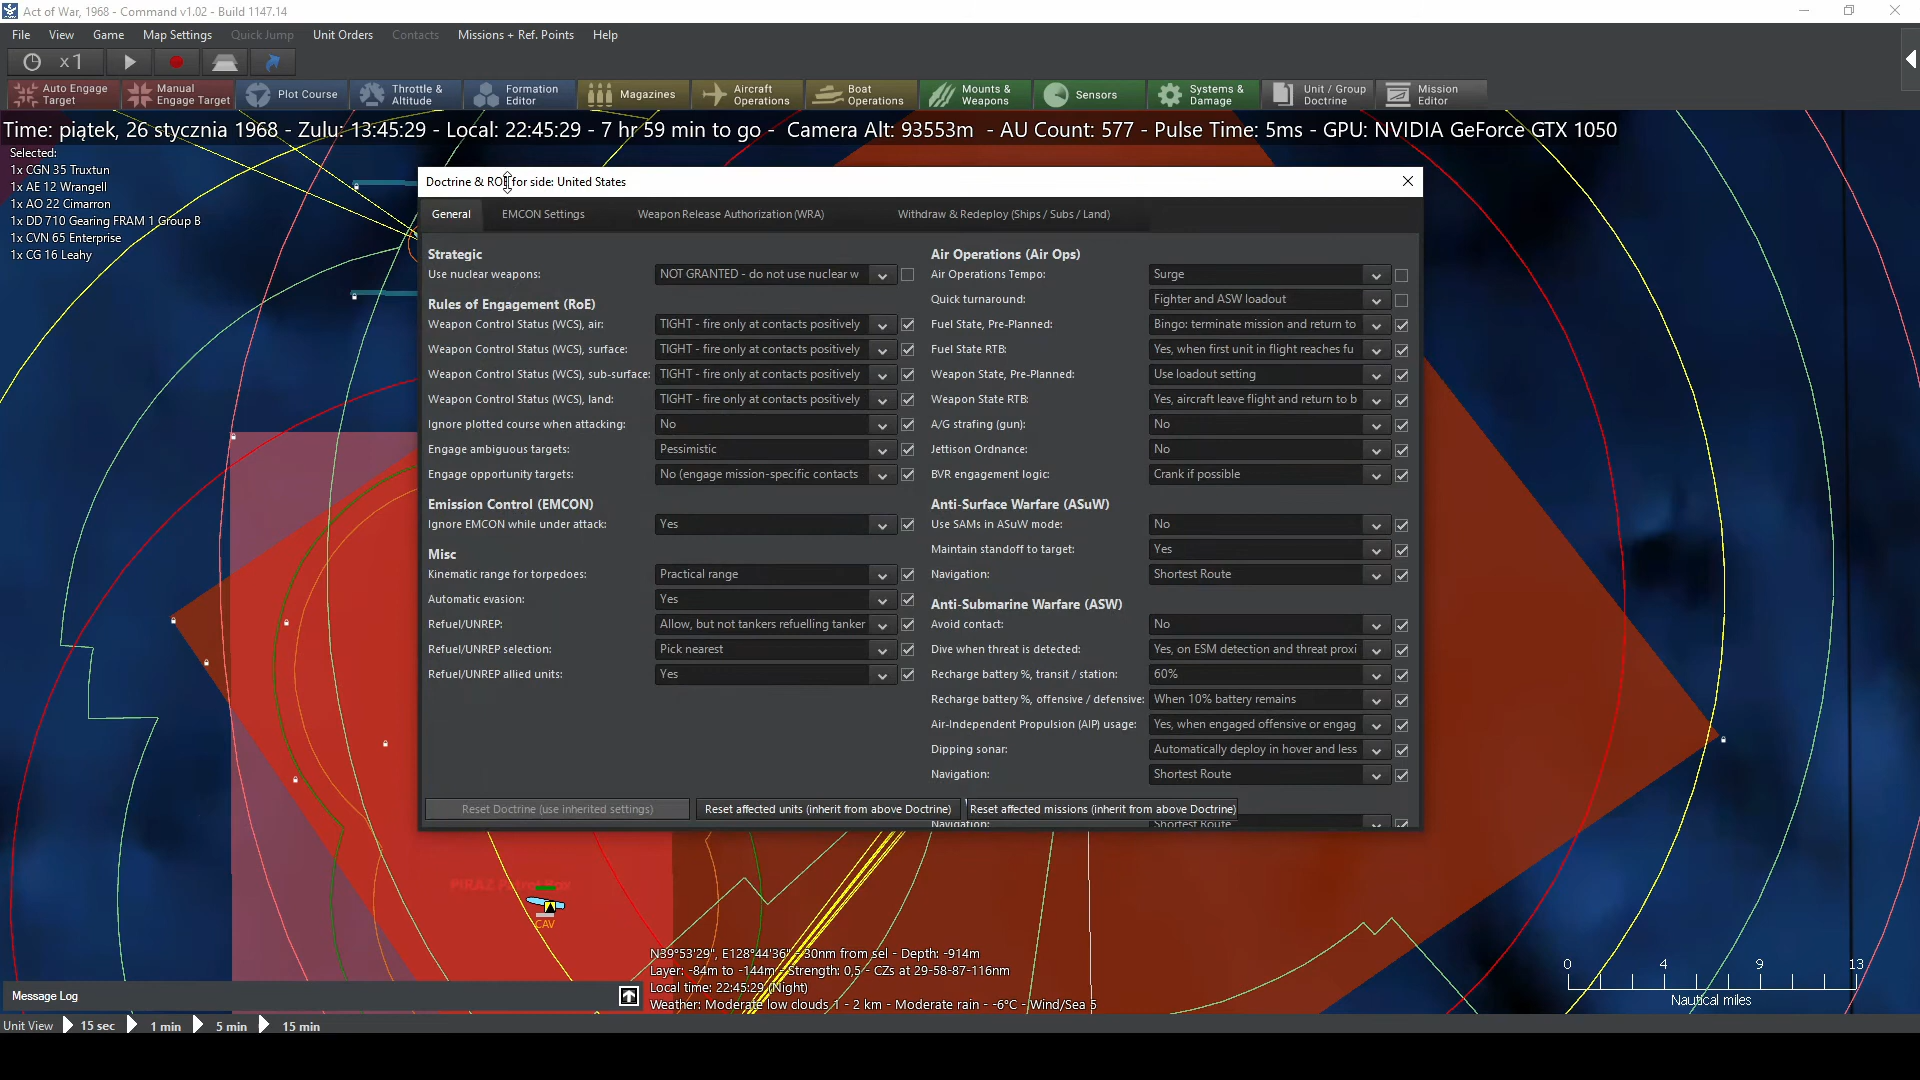 Act of War, 1968 - Command v1.02 - Build 1147.14
File View Game Map Settings Quick Jump Unit Orders Contacts Missions + Ref. Points Help
x1
Auto Engage Target
Manual Engage Target
Plot Course
Throttle & Altitude
Formation Editor
Magazines
Aircraft Operations
Boat Operations
Mounts & Weapons
Sensors
Systems & Damage
Unit / Group Doctrine
Mission Editor
Time: piątek, 26 stycznia 1968 - Zulu: 13:45:29 - Local: 22:45:29 - 7 hr 59 min to go - Camera Alt: 93553m - AU Count: 577 - Pulse Time: 5ms - GPU: NVIDIA GeForce GTX 1050
Selected:
1x CGN 35 Truxtun
1x AE 12 Wrangell
1x AO 22 Cimarron
1x DD 710 Gearing FRAM 1 Group B
1x CVN 65 Enterprise
1x CG 16 Leahy
Doctrine & ROE for side: United States
General EMCON Settings Weapon Release Authorization (WRA) Withdraw & Redeploy (Ships / Subs / Land)
Strategic
Use nuclear weapons: NOT GRANTED - do not use nuclear w
Rules of Engagement (RoE)
Weapon Control Status (WCS), air: TIGHT - fire only at contacts positively
Weapon Control Status (WCS), surface: TIGHT - fire only at contacts positively
Weapon Control Status (WCS), sub-surface: TIGHT - fire only at contacts positively
Weapon Control Status (WCS), land: TIGHT - fire only at contacts positively
Ignore plotted course when attacking: No
Engage ambiguous targets: Pessimistic
Engage opportunity targets: No (engage mission-specific contacts
Emission Control (EMCON)
Ignore EMCON while under attack: Yes
Misc
Kinematic range for torpedoes: Practical range
Automatic evasion: Yes
Refuel/UNREP: Allow, but not tankers refuelling tanker
Refuel/UNREP selection: Pick nearest
Refuel/UNREP allied units: Yes
Air Operations (Air Ops)
Air Operations Tempo: Surge
Quick turnaround: Fighter and ASW loadout
Fuel State, Pre-Planned: Bingo: terminate mission and return to
Fuel State RTB: Yes, when first unit in flight reaches fu
Weapon State, Pre-Planned: Use loadout setting
Weapon State RTB: Yes, aircraft leave flight and return to b
A/G strafing (gun): No
Jettison Ordnance: No
BVR engagement logic: Crank if possible
Anti-Surface Warfare (ASuW)
Use SAMs in ASuW mode: No
Maintain standoff to target: Yes
Navigation: Shortest Route
Anti-Submarine Warfare (ASW)
Avoid contact: No
Dive when threat is detected: Yes, on ESM detection and threat proxi
Recharge battery %, transit / station: 60%
Recharge battery %, offensive / defensive: When 10% battery remains
Air-Independent Propulsion (AIP) usage: Yes, when engaged offensive or engag
Dipping sonar: Automatically deploy in hover and less
Navigation: Shortest Route
Reset Doctrine (use inherited settings) Reset affected units (inherit from above Doctrine) Reset affected missions (inherit from above Doctrine)
Navigation: Shortest Route
PIRAZ Patrol Box
CAV
N39°53'29", E128°44'36" - 30nm from sel - Depth: -914m
Layer: -84m to -144m - Strength: 0,5 - CZs at 29-58-87-116nm
Local time: 22:45:29 (Night)
Weather: Moderate low clouds 1 - 2 km - Moderate rain - -6°C - Wind/Sea 5
0 4 9 13
Nautical miles
Message Log
Unit View 15 sec 1 min 5 min 15 min